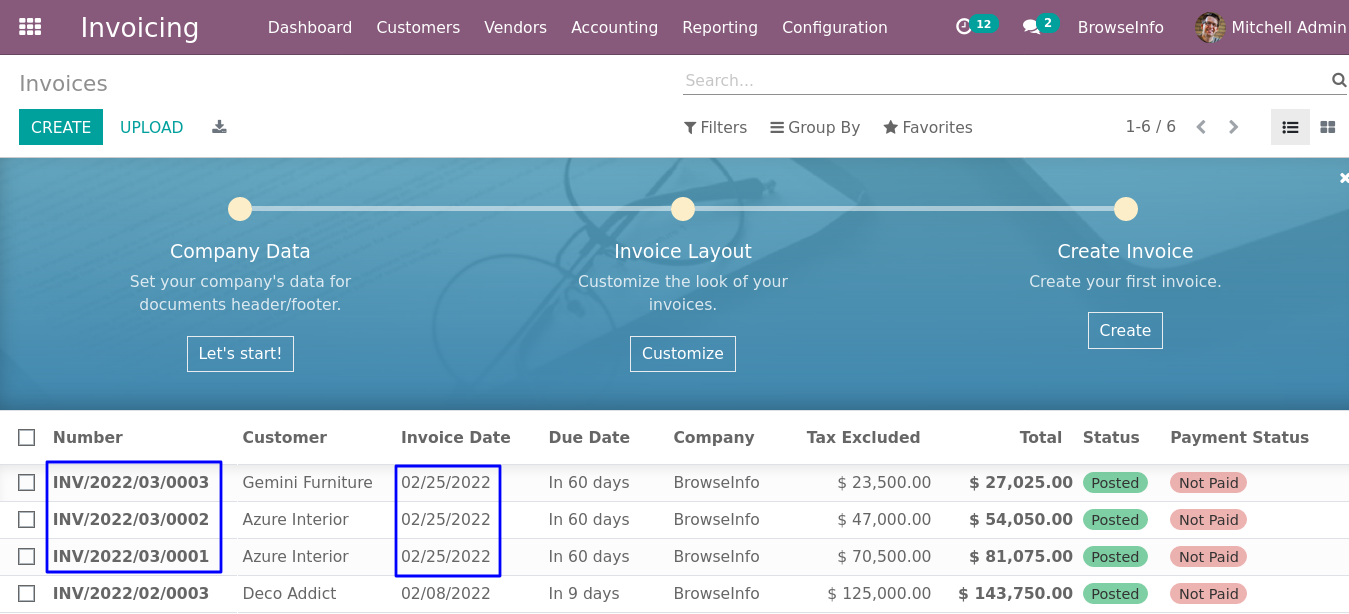 Invoicing Dashboard Customers Vendors Accounting Reporting Configuration 12 2 BrowseInfo Mitchell Admin
Invoices Search...
CREATE UPLOAD Filters Group By Favorites 1-6 / 6
Company Data Invoice Layout Create Invoice
Set your company's data for Customize the look of your Create your first invoice.
documents header/footer. invoices.
Let's start! Customize Create
Number Customer Invoice Date Due Date Company Tax Excluded Total Status Payment Status
INV/2022/03/0003 Gemini Furniture 02/25/2022 In 60 days BrowseInfo $ 23,500.00 $ 27,025.00 Posted Not Paid
INV/2022/03/0002 Azure Interior 02/25/2022 In 60 days BrowseInfo $ 47,000.00 $ 54,050.00 Posted Not Paid
INV/2022/03/0001 Azure Interior 02/25/2022 In 60 days BrowseInfo $ 70,500.00 $ 81,075.00 Posted Not Paid
INV/2022/02/0003 Deco Addict 02/08/2022 In 9 days BrowseInfo $ 125,000.00 $ 143,750.00 Posted Not Paid